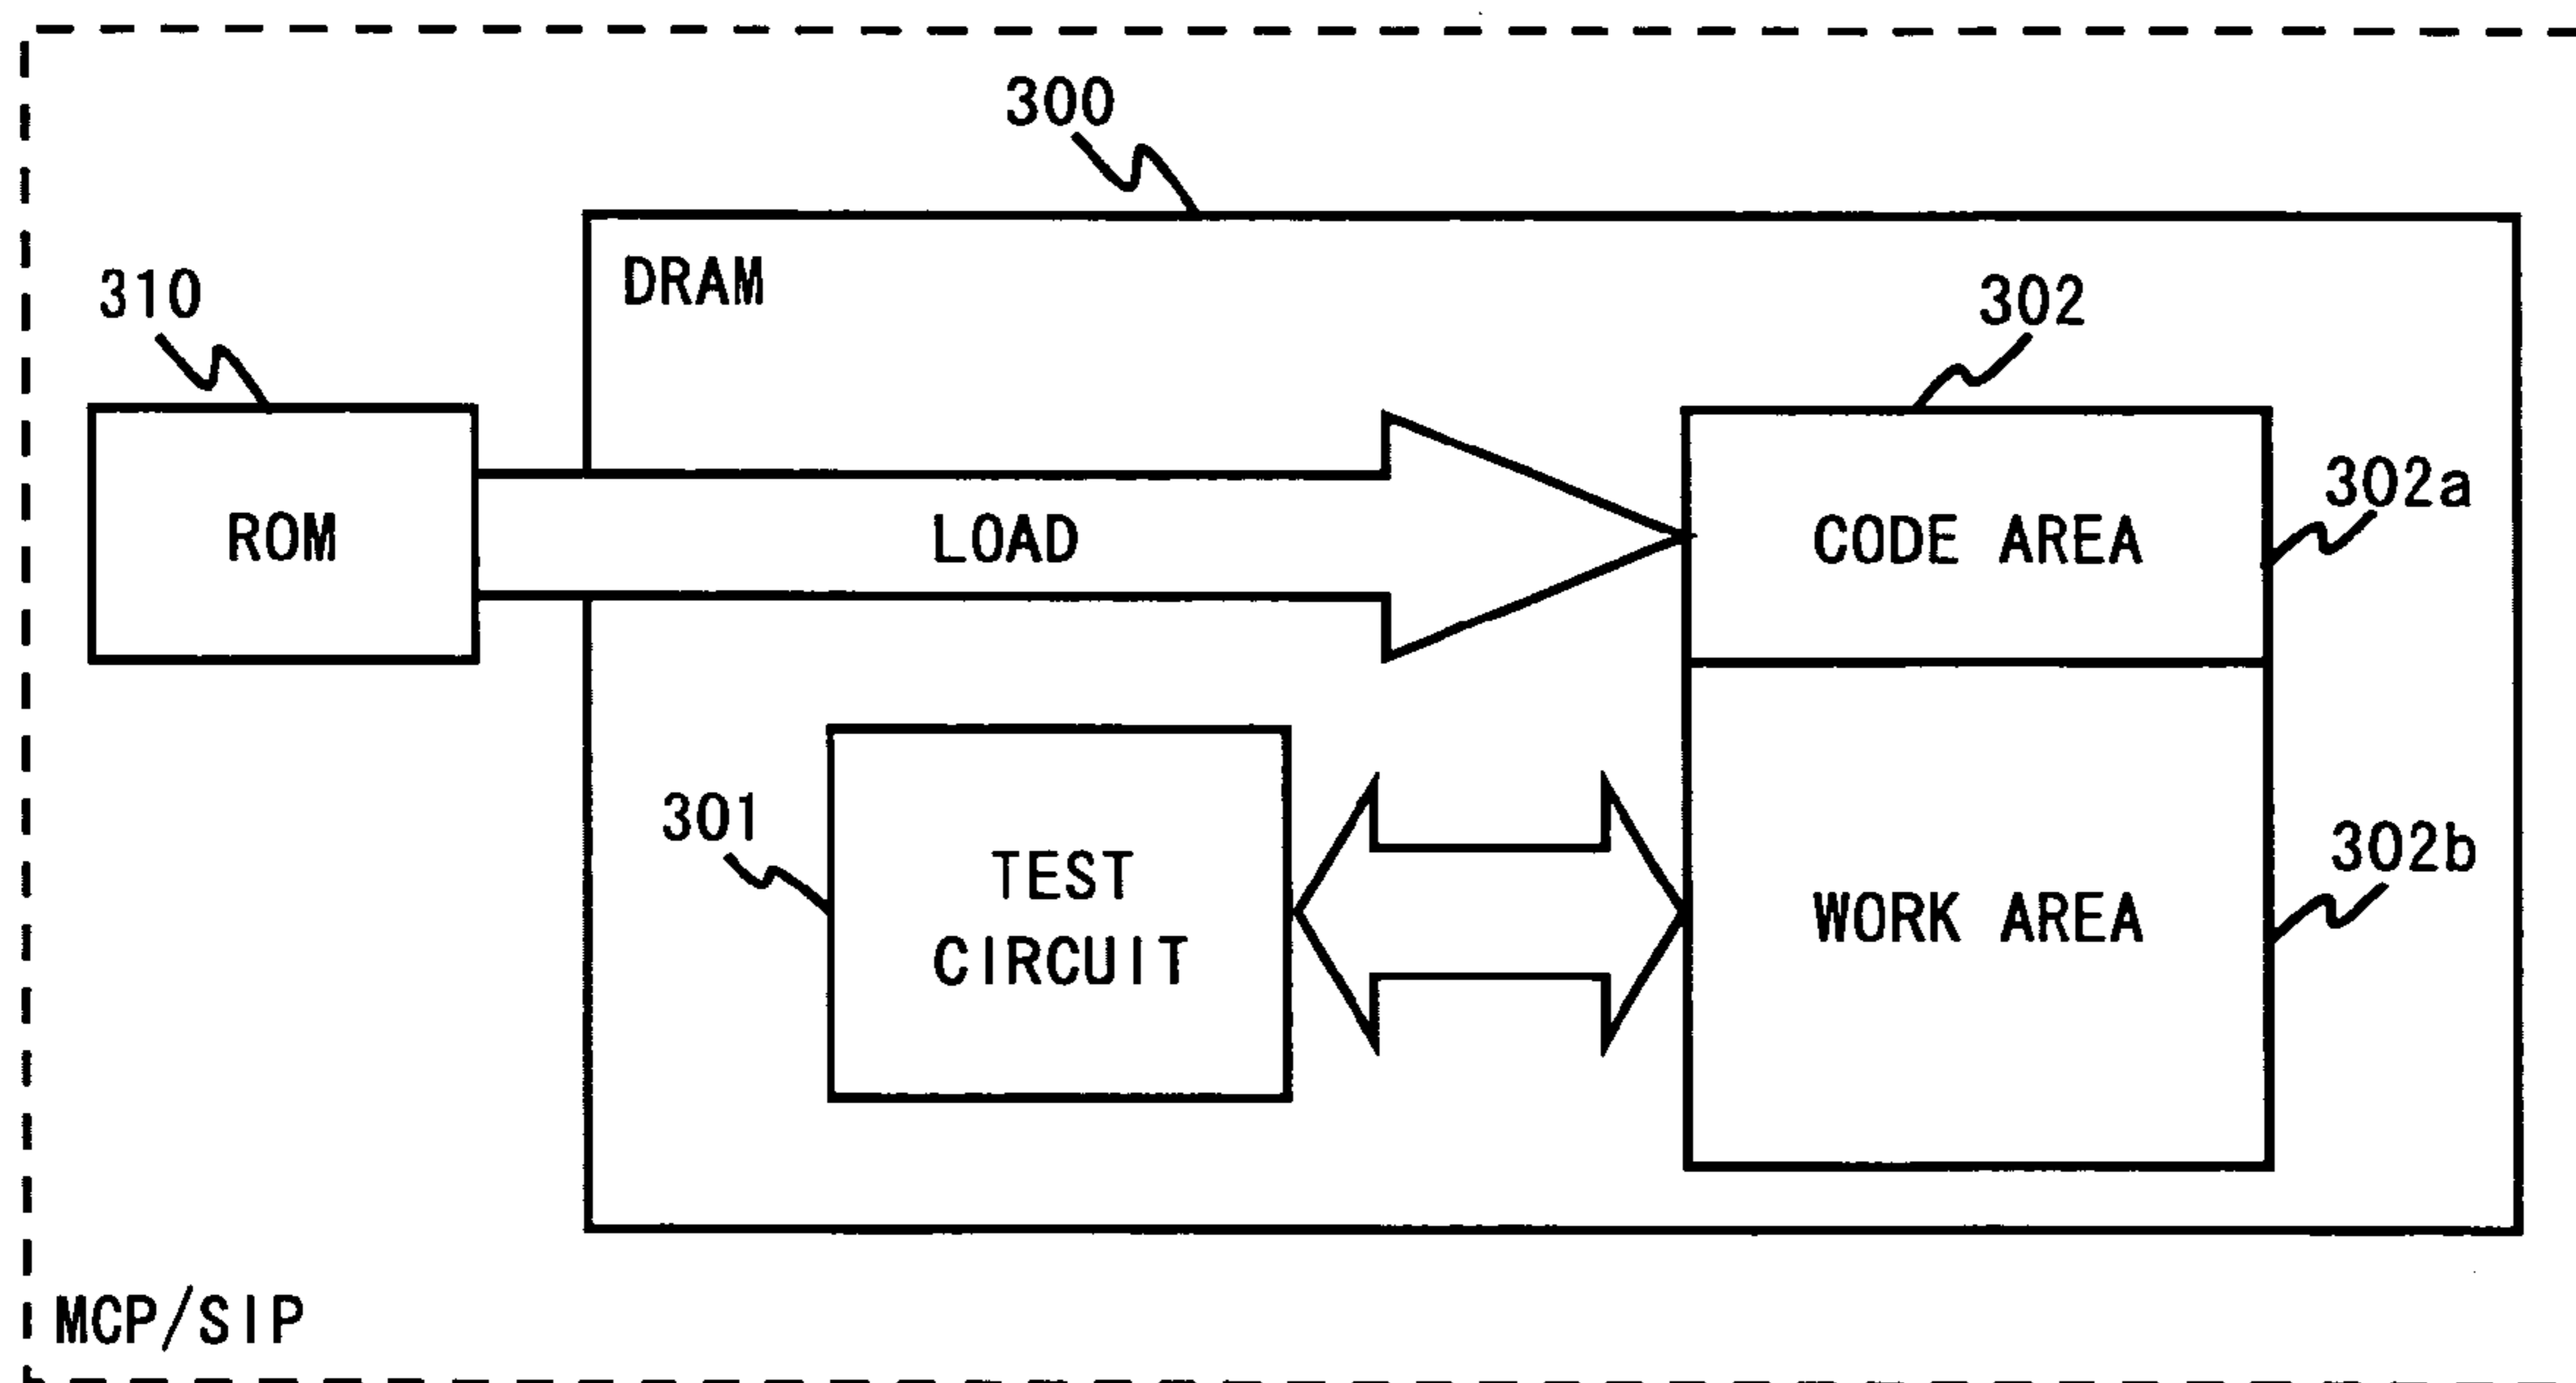 300
DRAM
310
302
302a
ROM
LOAD
CODE AREA
301
TEST
CIRCUIT
302b
WORK AREA
MCP/SIP